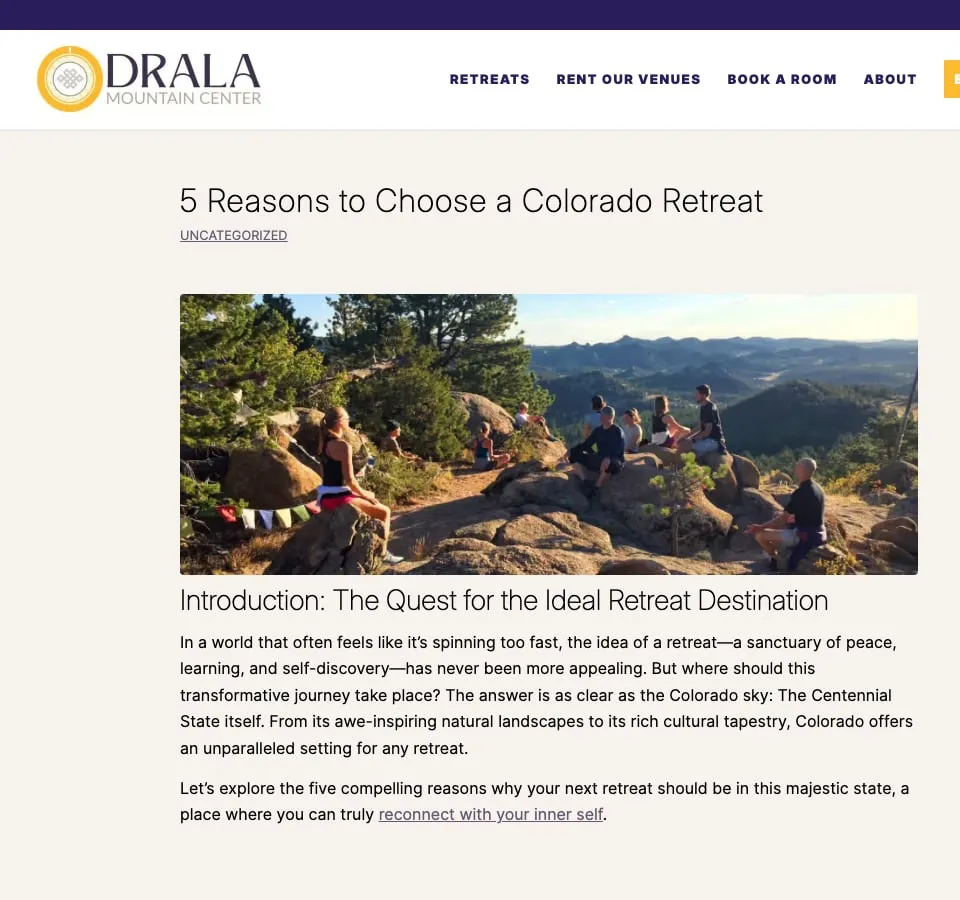 DRALA
MOUNTAIN CENTER
RETREATS
RENT OUR VENUES
BOOK A ROOM
ABOUT
5 Reasons to Choose a Colorado Retreat
UNCATEGORIZED
Introduction: The Quest for the Ideal Retreat Destination
In a world that often feels like it’s spinning too fast, the idea of a retreat—a sanctuary of peace,
learning, and self-discovery—has never been more appealing. But where should this
transformative journey take place? The answer is as clear as the Colorado sky: The Centennial
State itself. From its awe-inspiring natural landscapes to its rich cultural tapestry, Colorado offers
an unparalleled setting for any retreat.
Let’s explore the five compelling reasons why your next retreat should be in this majestic state, a
place where you can truly reconnect with your inner self.